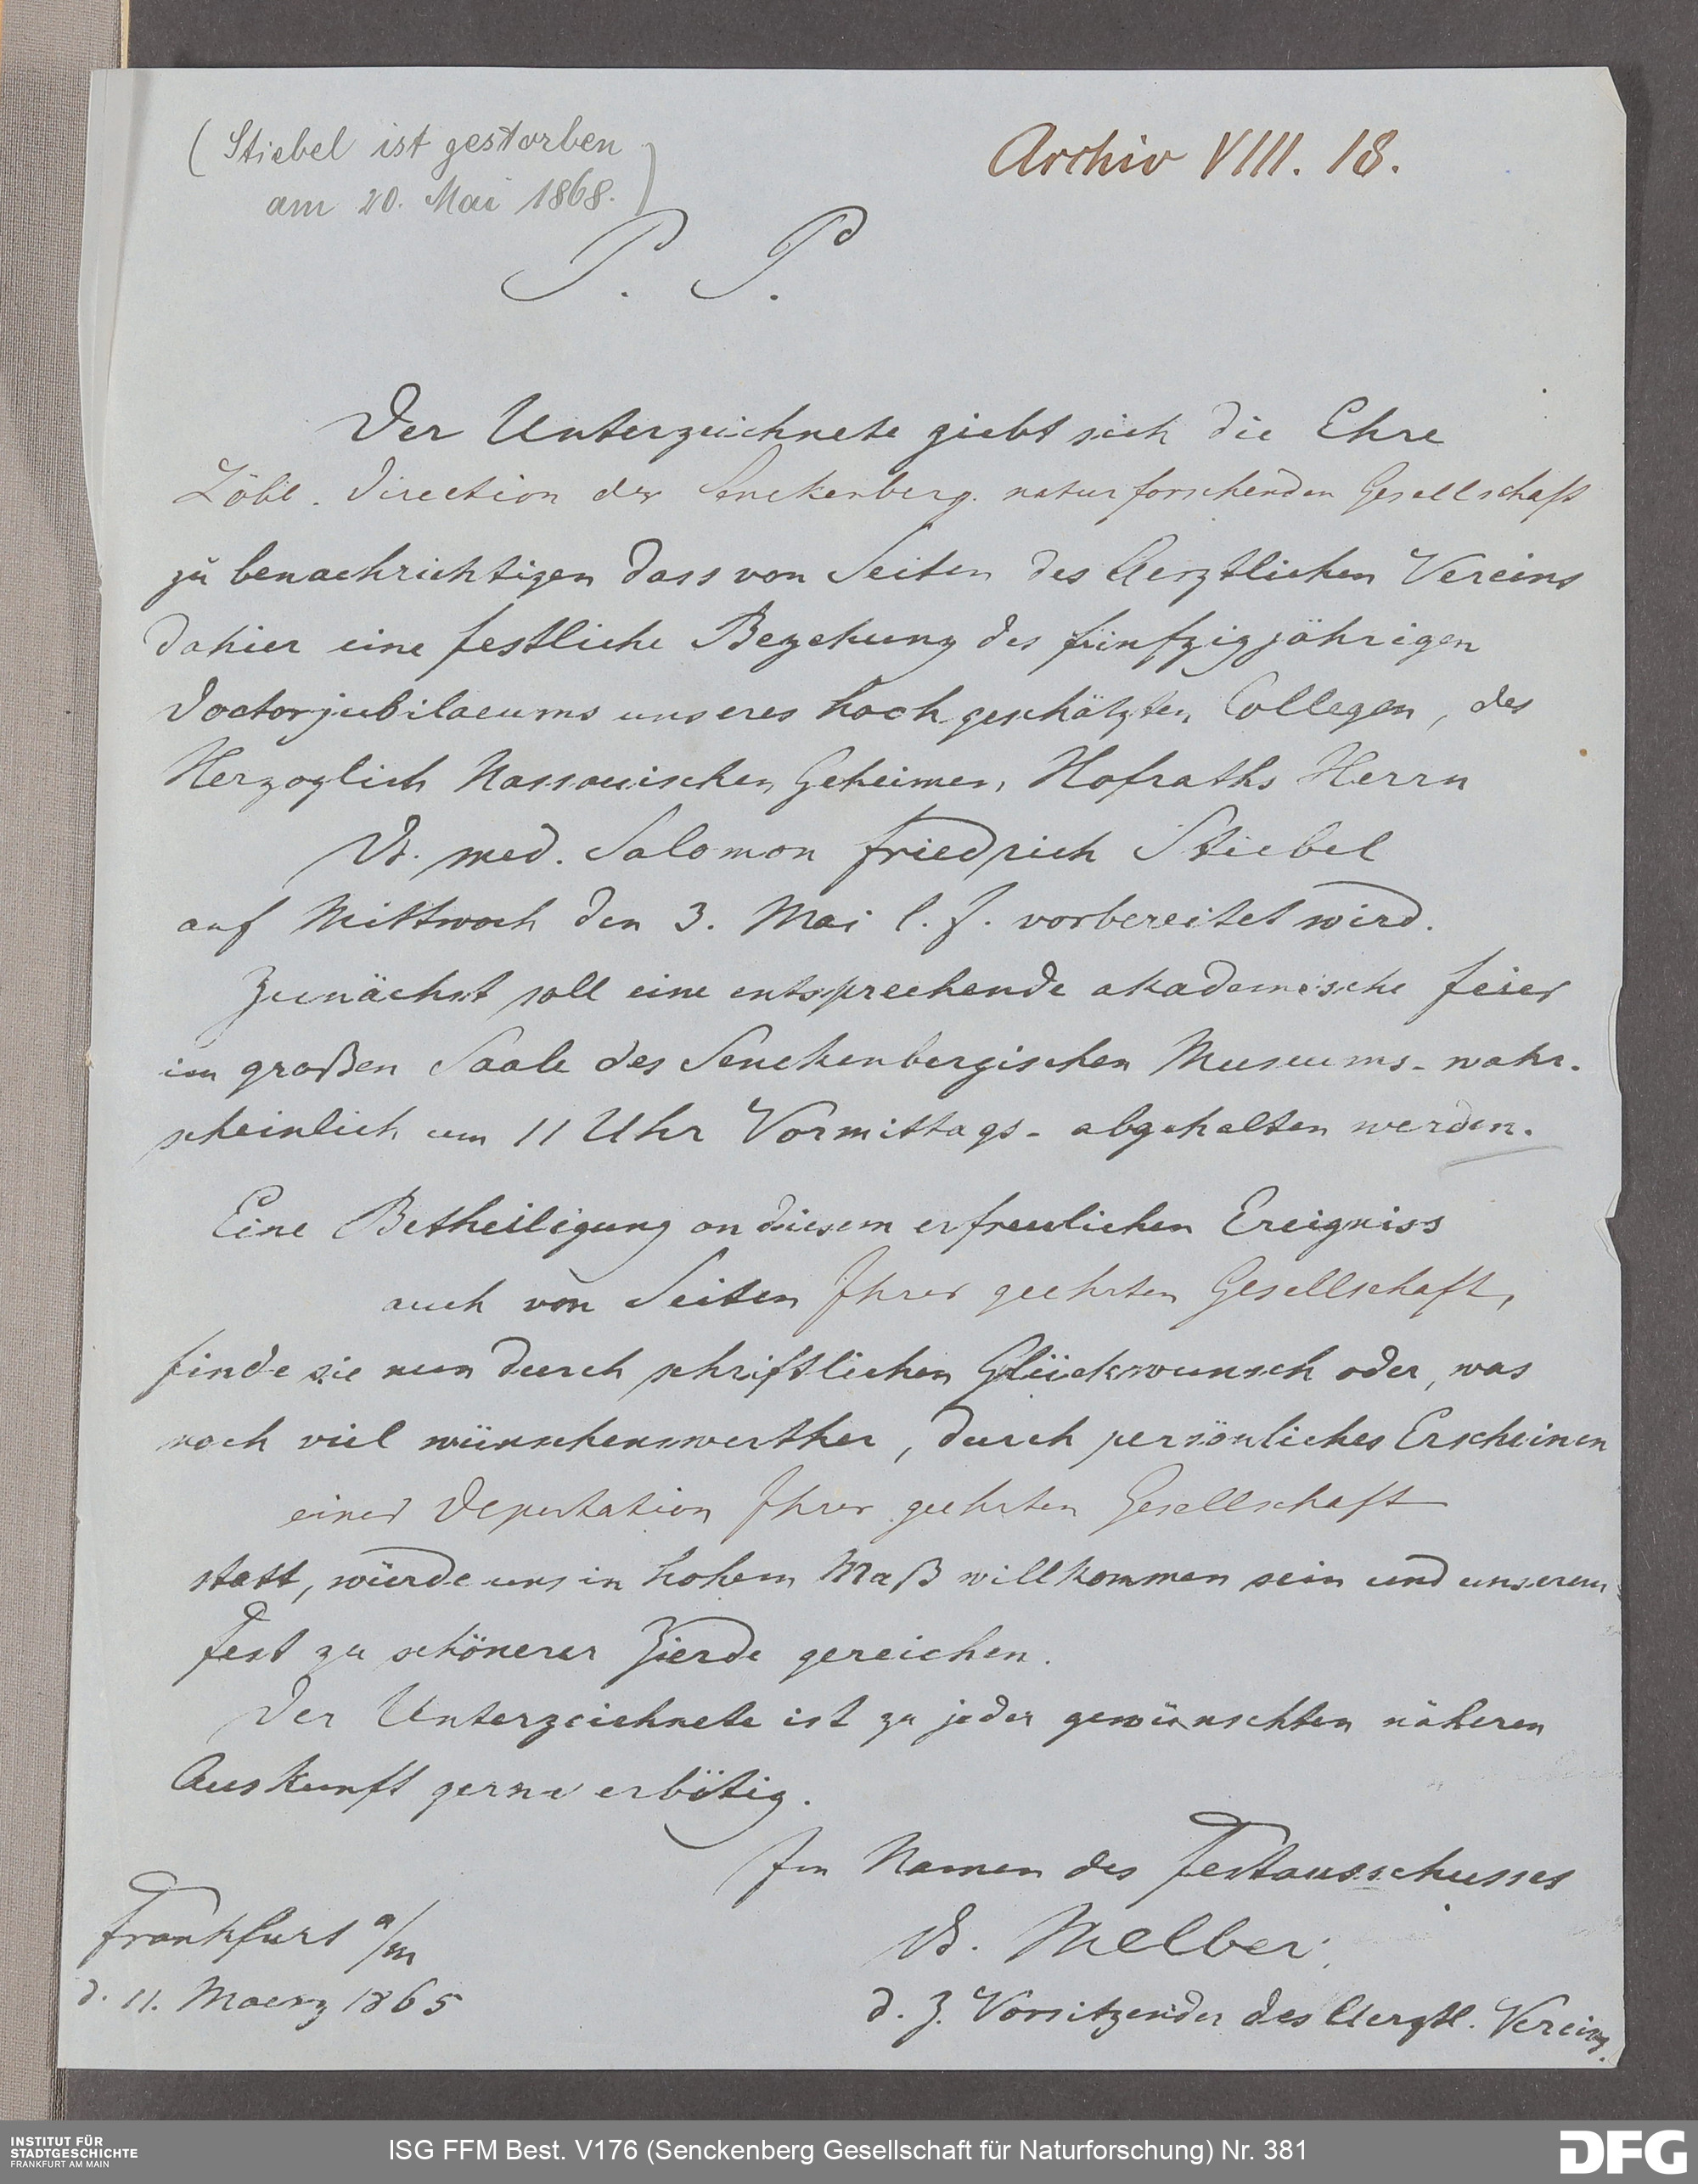 (Stiebel ist gestorben
am 20. Mai 1868.)
Archiv VIII. 18.
P. P.
Der Unterzeichnete giebt sich die Ehre
Löbl. Direction der Senckenberg. naturforschenden Gesellschaft
zu benachrichtigen dass von Seiten des Aerztlichen Vereins
dahier eine festliche Begehung des fünfzigjährigen
Doctorjubilaeums unseres hochgeschätzten Collegen, des
Herzoglich Nassauischen Geheimen Hofraths Herrn
Dr. med. Salomon Friedrich Stiebel
auf Mittwoch den 3. Mai l. J. vorbereitet wird.
Zunächst soll eine entsprechende akademische Feier
im großen Saale des Senckenbergischen Museums - wahr-
scheinlich um 11 Uhr Vormittags - abgehalten werden.
Eine Betheiligung an diesem erfreulichen Ereigniss
auch von Seiten Ihrer geehrten Gesellschaft,
finde sie nun durch schriftlichen Glückwunsch oder, was
noch viel wünschenswerther, durch persönliches Erscheinen
einer Deputation Ihrer geehrten Gesellschaft
statt, würde uns in hohem Maß willkommen sein und unserem
Fest zu schönerer Zierde gereichen.
Der Unterzeichnete ist zu jeder gewünschten näheren
Auskunft gerne erbötig.
Im Namen des Festausschusses
Dr. Melber,
d. Z. Vorsitzender des Aerztl. Vereins.
Frankfurt a/m
d. 11. Maerz 1865
INSTITUT FÜR
STADTGESCHICHTE
FRANKFURT AM MAIN
ISG FFM Best. V176 (Senckenberg Gesellschaft für Naturforschung) Nr. 381
DFG